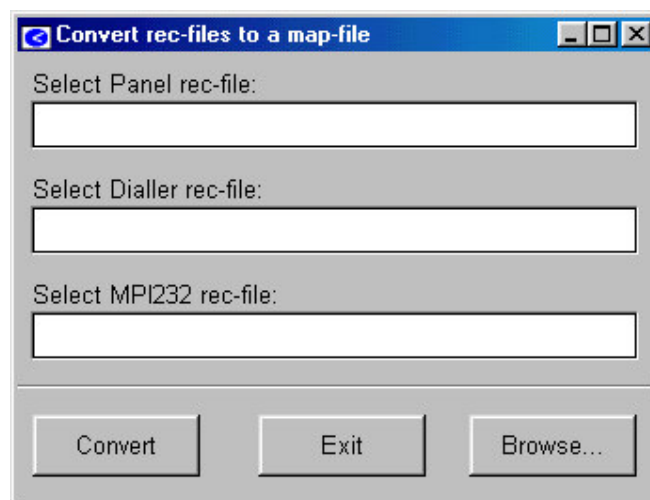 Convert rec-files to a map-file
Select Panel rec-file:
Select Dialler rec-file:
Select MPI232 rec-file:
Convert Exit Browse...